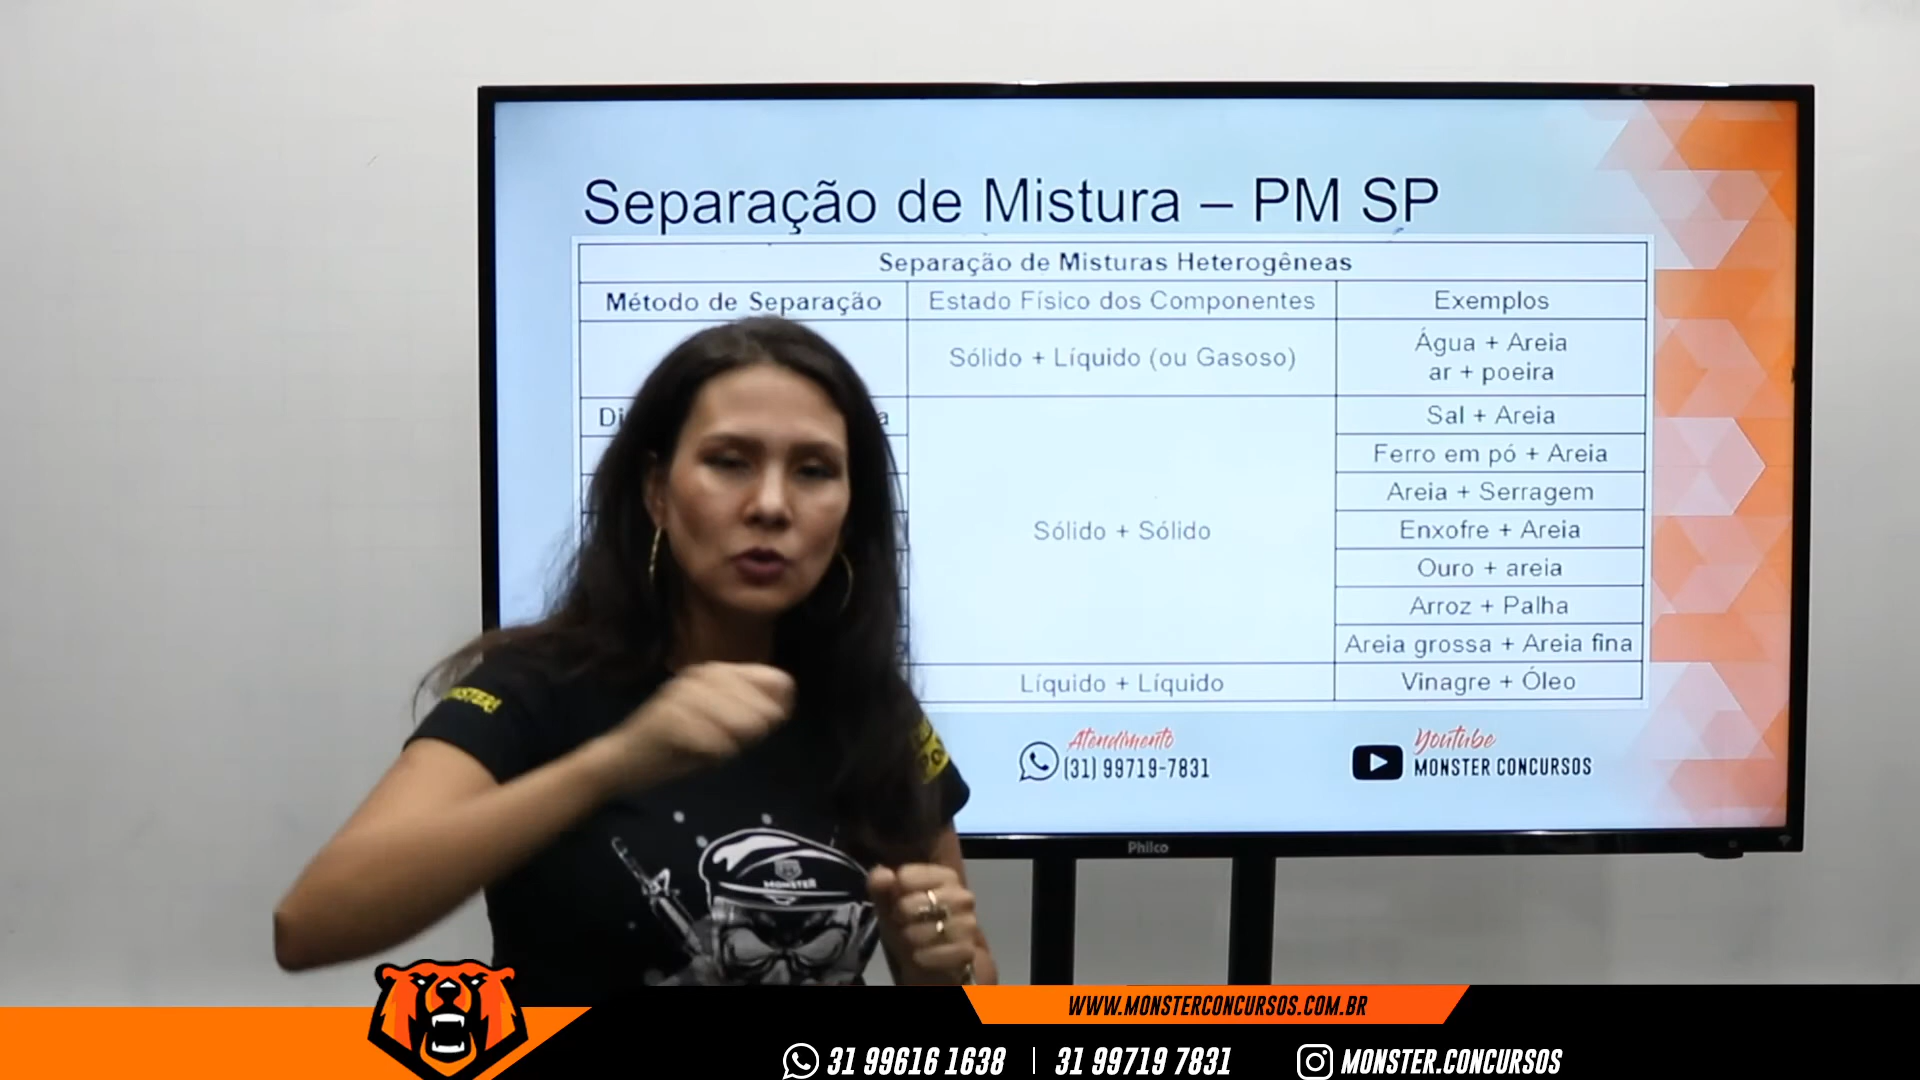 Separação de Mistura – PM SP
Separação de Misturas Heterogêneas
Método de Separação
Estado Físico dos Componentes
Exemplos
Sólido + Líquido (ou Gasoso)
Água + Areia
ar + poeira
Sal + Areia
Ferro em pó + Areia
Areia + Serragem
Sólido + Sólido
Enxofre + Areia
Ouro + areia
Arroz + Palha
Areia grossa + Areia fina
Líquido + Líquido
Vinagre + Óleo
Atendimento
(31) 99719-7831
Youtube
MONSTER CONCURSOS
Philco
MONSTER
WWW.MONSTERCONCURSOS.COM.BR
31 99616 1638 | 31 99719 7831
MONSTER.CONCURSOS